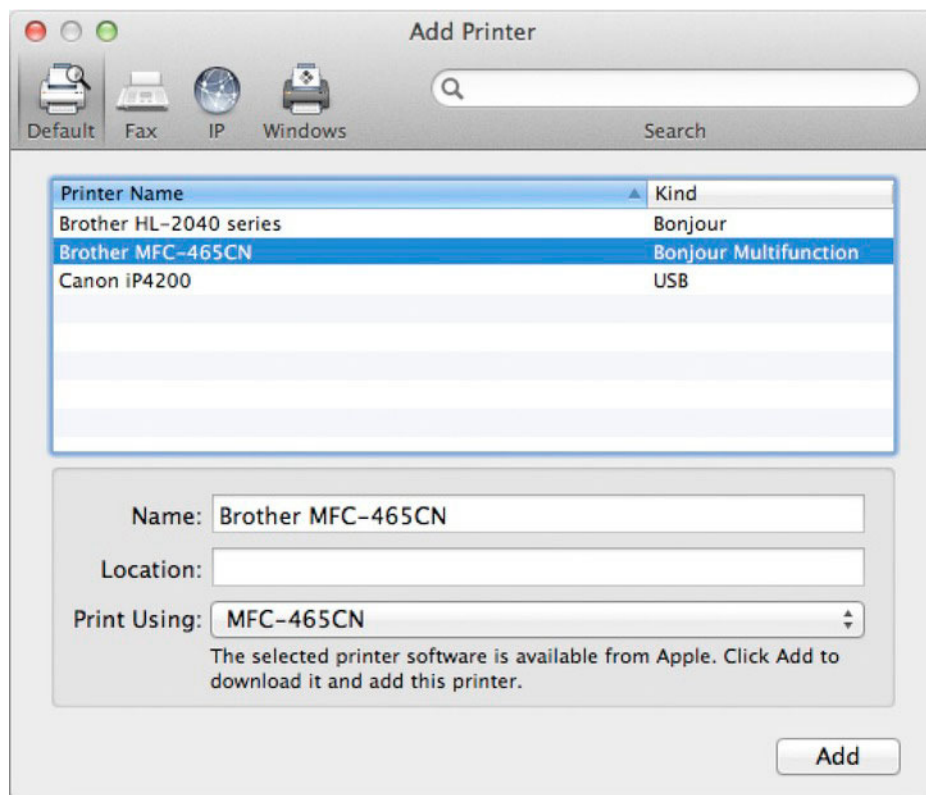 Add Printer
Default Fax IP Windows Search
Printer Name Kind
Brother HL-2040 series Bonjour
Brother MFC-465CN Bonjour Multifunction
Canon iP4200 USB
Name: Brother MFC-465CN
Location:
Print Using: MFC-465CN
The selected printer software is available from Apple. Click Add to
download it and add this printer.
Add